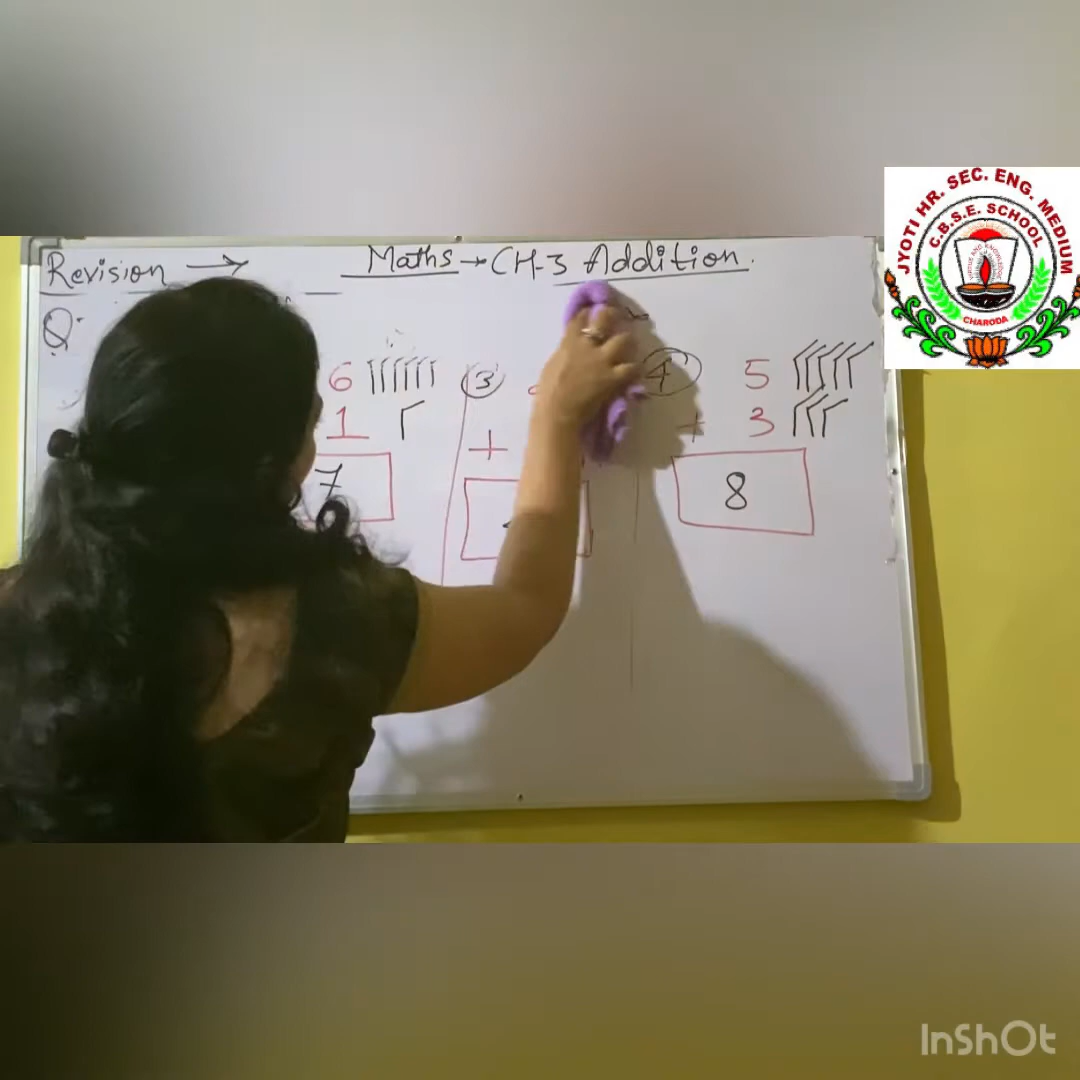 JYOTI HR. SEC. ENG. MEDIUM
C.B.S.E. SCHOOL
CHARODA
Revision → Maths → CH-3 Addition.
Q:
6 3 4 5
1 + + 3
7 8
InShOt